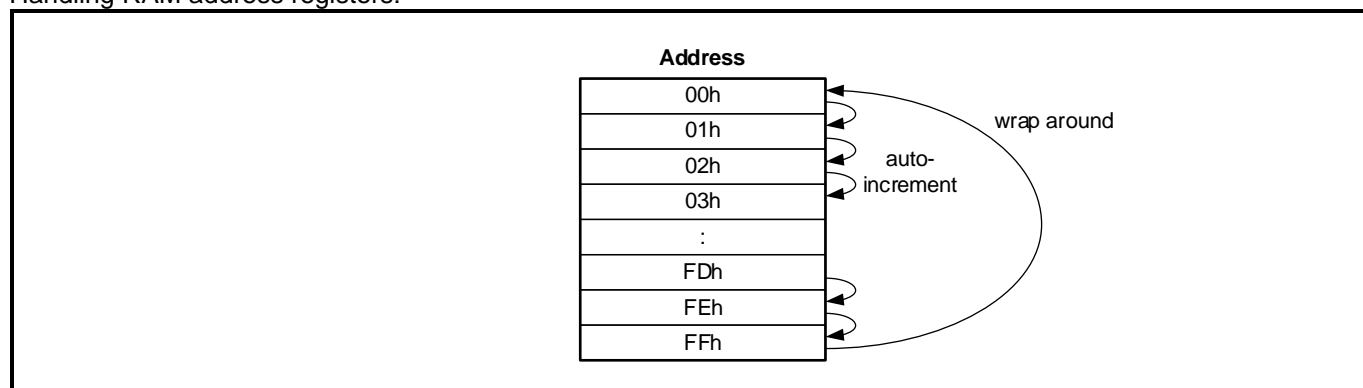 Handling RAM address registers.
Address
00h
01h
02h
03h
:
FDh
FEh
FFh
wrap around
auto-
increment